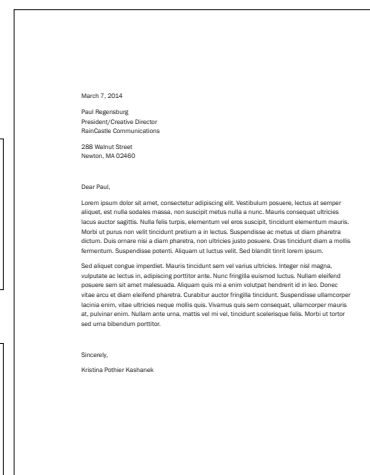 March 7, 2014
Paul Regensburg
President/Creative Director
RainCastle Communications
288 Walnut Street
Newton, MA 02460
Dear Paul,
Lorem ipsum dolor sit amet, consectetur adipiscing elit. Vestibulum posuere, lectus at semper
aliquet, est nulla sodales massa, non suscipit metus nulla a nunc. Mauris consequat ultricies
lacus auctor sagittis. Nulla felis turpis, elementum vel eros suscipit, tincidunt elementum mauris.
Morbi ut purus non velit tincidunt pretium a in lectus. Suspendisse ac metus ut diam pharetra
dictum. Duis ornare nisi a diam pharetra, non ultricies justo posuere. Cras tincidunt diam a mollis
fermentum. Suspendisse potenti. Aliquam ut luctus velit. Sed blandit tincit lorem ipsum.
Sed aliquet congue imperdiet. Mauris tincidunt sem vel varius ultricies. Integer nisl magna,
vulputate ac lectus in, adipiscing porttitor ante. Nunc fringilla euismod luctus. Nullam eleifend
posuere sem sit amet malesuada. Aliquam quis mi a enim volutpat hendrerit id in leo. Donec
vitae arcu et diam eleifend pharetra. Curabitur auctor fringilla tincidunt. Suspendisse ullamcorper
lacinia enim, vitae ultricies neque mollis quis. Vivamus quis sem consequat, ullamcorper mauris
at, pulvinar enim. Nullam ante urna, mattis vel mi vel, tincidunt scelerisque felis. Morbi ut tortor
sed urna bibendum porttitor.
Sincerely,
Kristina Pothier Kashanek